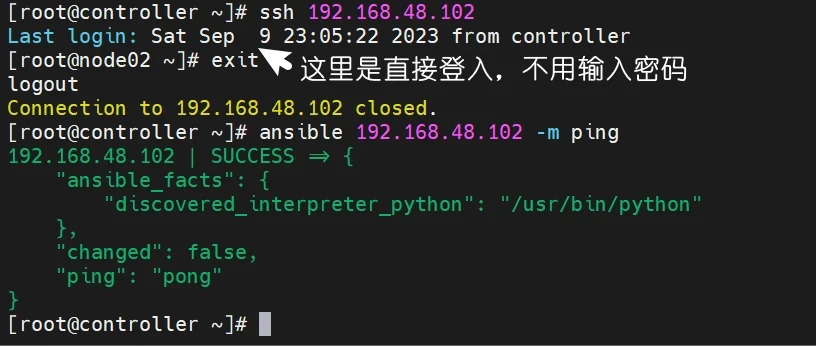 [root@controller ~]# ssh 192.168.48.102
Last login: Sat Sep  9 23:05:22 2023 from controller
[root@node02 ~]# exit
这里是直接登入，不用输入密码
logout
Connection to 192.168.48.102 closed.
[root@controller ~]# ansible 192.168.48.102 -m ping
192.168.48.102 | SUCCESS => {
    "ansible_facts": {
        "discovered_interpreter_python": "/usr/bin/python"
    },
    "changed": false,
    "ping": "pong"
}
[root@controller ~]#